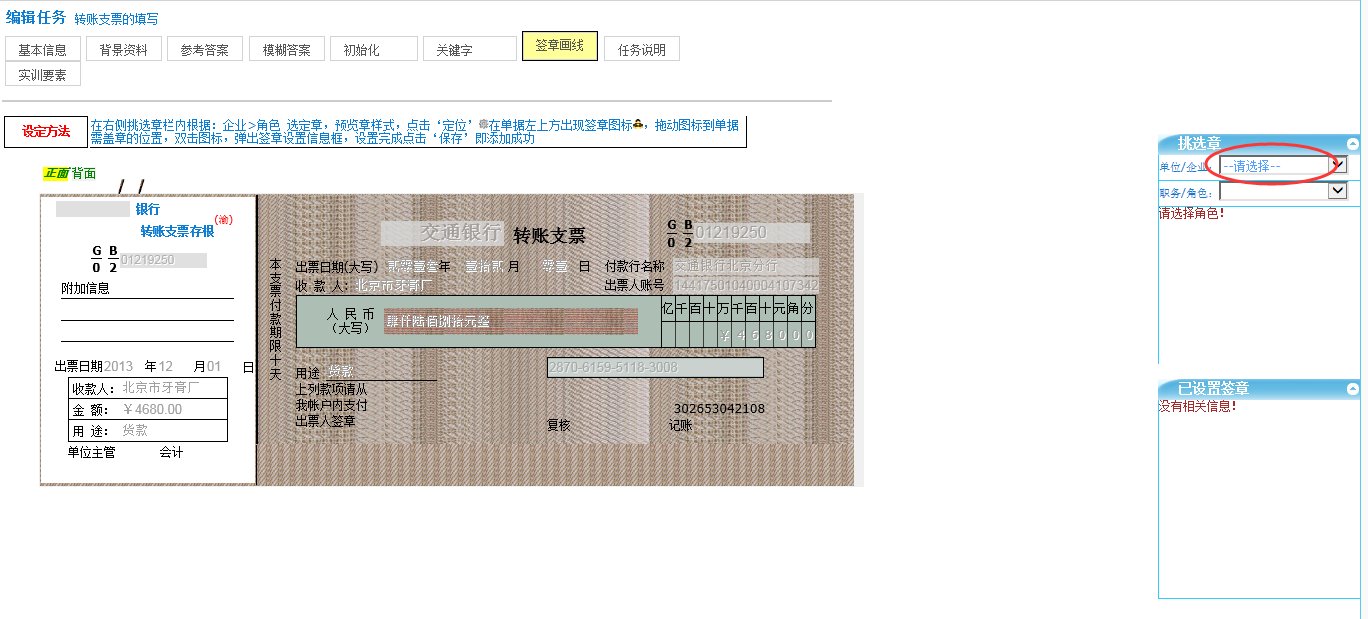 编辑任务 转账支票的填写
基本信息 背景资料 参考答案 模糊答案 初始化 关键字 签章画线 任务说明
实训要素
设定方法
在右侧挑选章栏内根据：企业>角色 选定章，预览章样式，点击‘定位’在单据左上方出现签章图标，拖动图标到单据
需盖章的位置，双击图标，弹出签章设置信息框，设置完成点击‘保存’即添加成功
正面 背面
/ /
银行
转账支票存根
(渝)
G B
0 2
01219250
附加信息
出票日期2013 年12 月01 日
收款人： 北京市牙膏厂
金 额： ￥4680.00
用 途： 货款
单位主管 会计
本支票付款期限十天
交通银行 转账支票
G B
0 2
01219250
出票日期(大写) 贰零壹叁年 壹拾贰月 零壹 日 付款行名称 交通银行北京分行
收 款 人： 北京市牙膏厂 出票人账号 14417501040004107342
人 民 币
（大写）
肆仟陆佰捌拾元整
亿千百十万千百十元角分
￥468000
用途 货款
2870-6159-5118-3008
上列款项请从
我帐户内支付
出票人签章
302653042108
复核 记账
挑选章
单位/企业： --请选择--
职务/角色：
请选择角色!
已设置签章
没有相关信息!